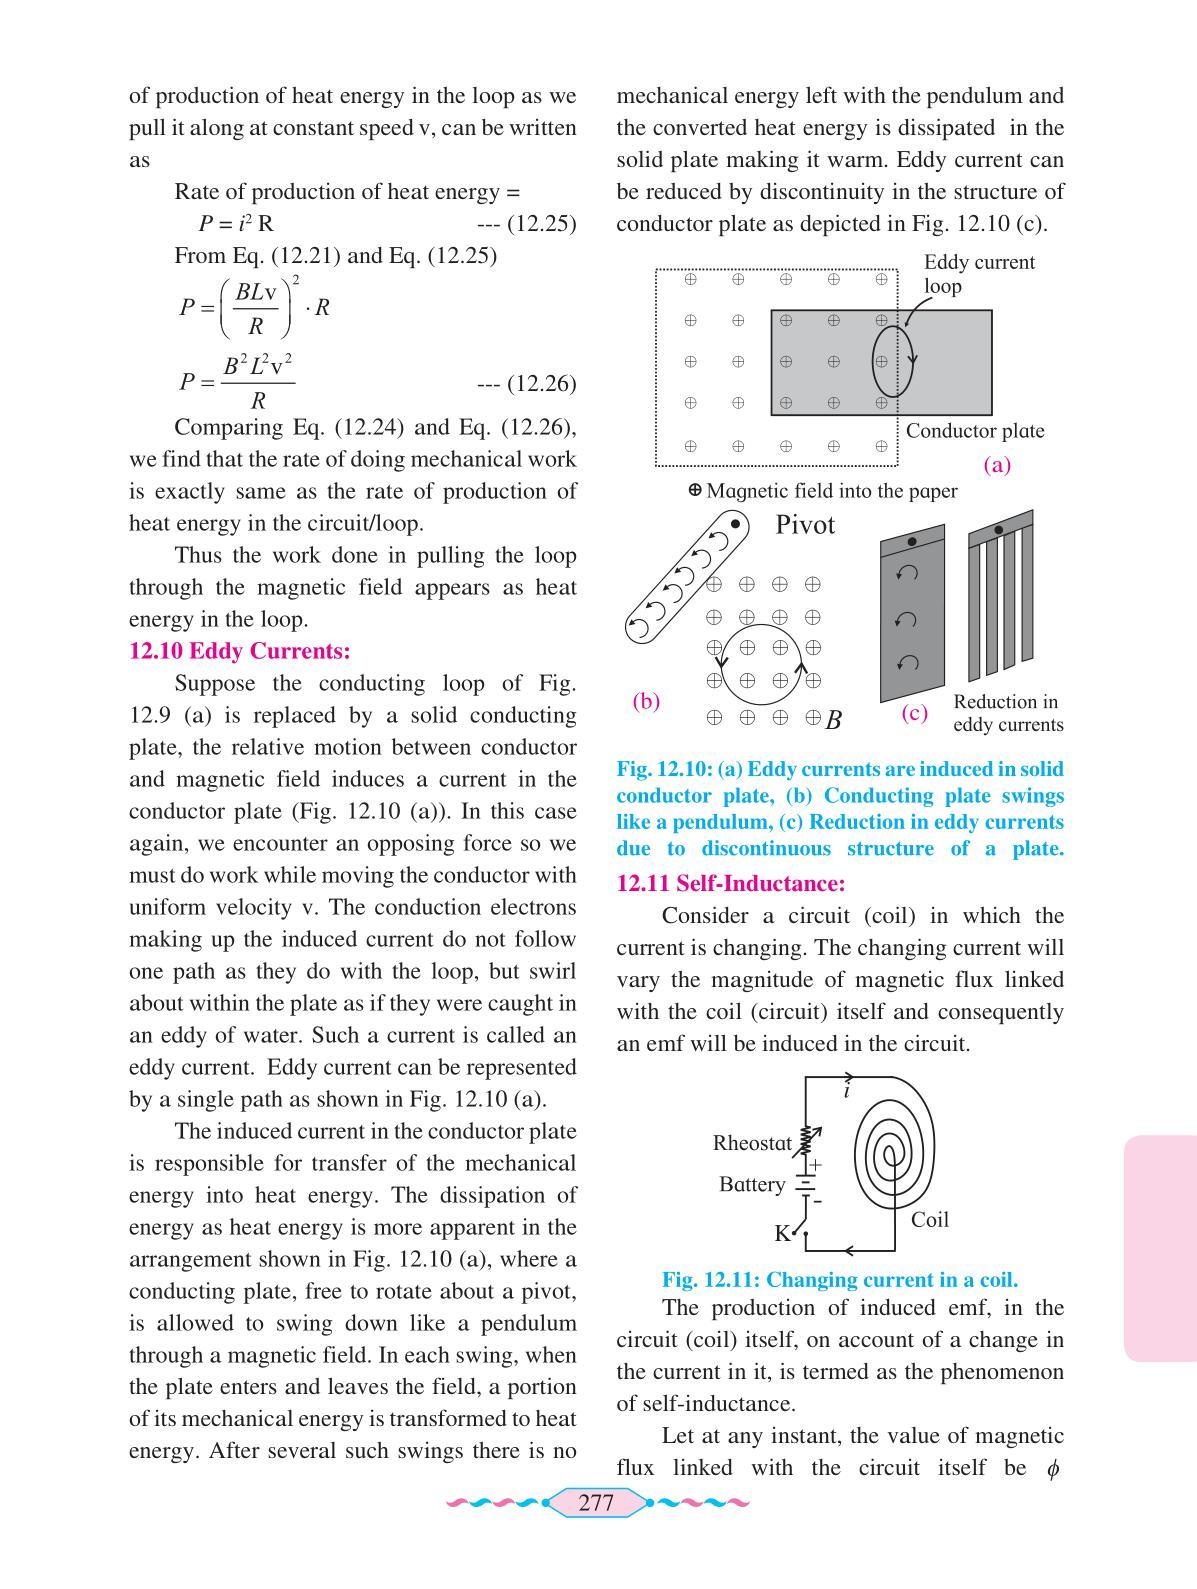 of production of heat energy in the loop as we
pull it along at constant speed v, can be written
as
Rate of production of heat energy =
P = i² R --- (12.25)
From Eq. (12.21) and Eq. (12.25)
P = (BLv / R)² · R
P = B² L² v² / R --- (12.26)
Comparing Eq. (12.24) and Eq. (12.26),
we find that the rate of doing mechanical work
is exactly same as the rate of production of
heat energy in the circuit/loop.
Thus the work done in pulling the loop
through the magnetic field appears as heat
energy in the loop.
12.10 Eddy Currents:
Suppose the conducting loop of Fig.
12.9 (a) is replaced by a solid conducting
plate, the relative motion between conductor
and magnetic field induces a current in the
conductor plate (Fig. 12.10 (a)). In this case
again, we encounter an opposing force so we
must do work while moving the conductor with
uniform velocity v. The conduction electrons
making up the induced current do not follow
one path as they do with the loop, but swirl
about within the plate as if they were caught in
an eddy of water. Such a current is called an
eddy current. Eddy current can be represented
by a single path as shown in Fig. 12.10 (a).
The induced current in the conductor plate
is responsible for transfer of the mechanical
energy into heat energy. The dissipation of
energy as heat energy is more apparent in the
arrangement shown in Fig. 12.10 (a), where a
conducting plate, free to rotate about a pivot,
is allowed to swing down like a pendulum
through a magnetic field. In each swing, when
the plate enters and leaves the field, a portion
of its mechanical energy is transformed to heat
energy. After several such swings there is no
mechanical energy left with the pendulum and
the converted heat energy is dissipated in the
solid plate making it warm. Eddy current can
be reduced by discontinuity in the structure of
conductor plate as depicted in Fig. 12.10 (c).
Eddy current
loop
Conductor plate
(a)
⊕ Magnetic field into the paper
Pivot
(b)
B
(c)
Reduction in
eddy currents
Fig. 12.10: (a) Eddy currents are induced in solid
conductor plate, (b) Conducting plate swings
like a pendulum, (c) Reduction in eddy currents
due to discontinuous structure of a plate.
12.11 Self-Inductance:
Consider a circuit (coil) in which the
current is changing. The changing current will
vary the magnitude of magnetic flux linked
with the coil (circuit) itself and consequently
an emf will be induced in the circuit.
i
Rheostat
+
Battery
-
K
Coil
Fig. 12.11: Changing current in a coil.
The production of induced emf, in the
circuit (coil) itself, on account of a change in
the current in it, is termed as the phenomenon
of self-inductance.
Let at any instant, the value of magnetic
flux linked with the circuit itself be ϕ
277